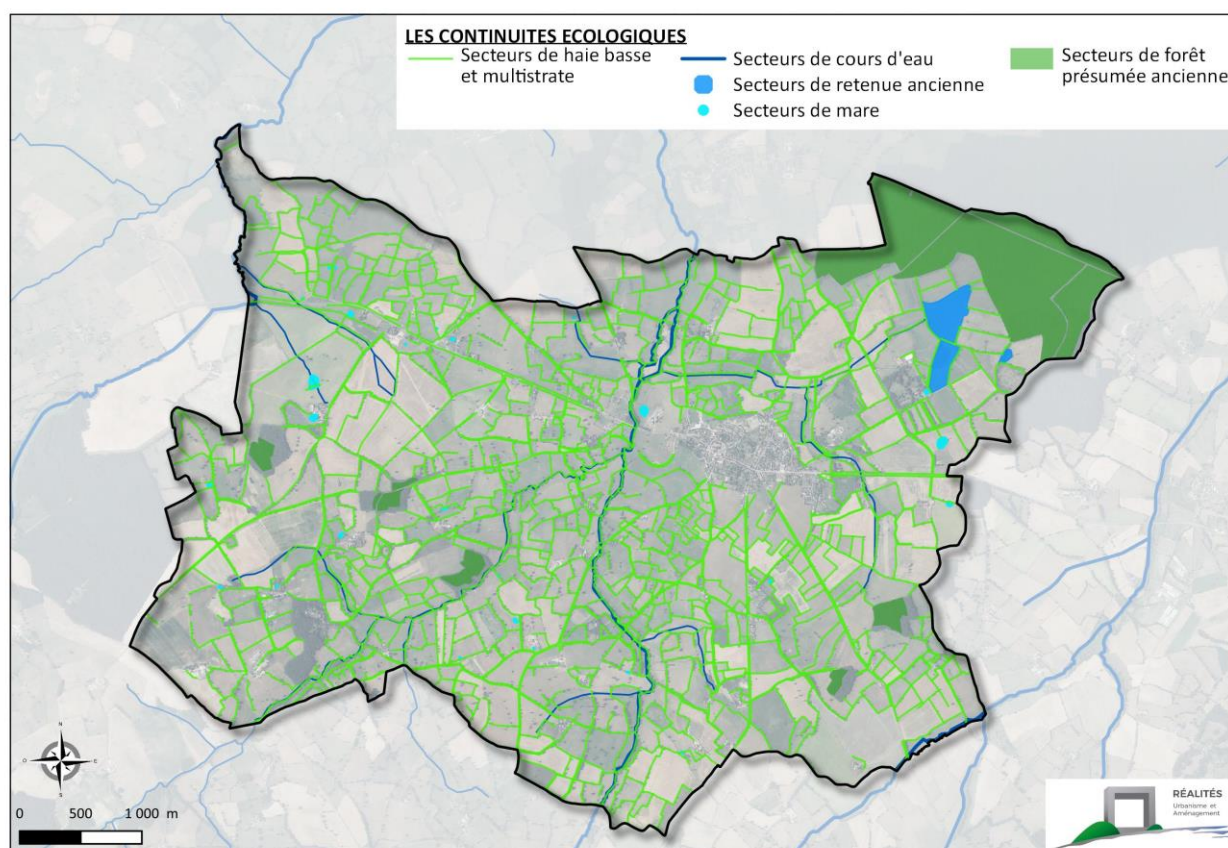 LES CONTINUITES ECOLOGIQUES
Secteurs de haie basse
et multistrate
Secteurs de cours d'eau
Secteurs de retenue ancienne
Secteurs de mare
Secteurs de forêt
présumée ancienne
N
O
E
S
0 500 1 000 m
RÉALITÉS
Urbanisme et
Aménagement